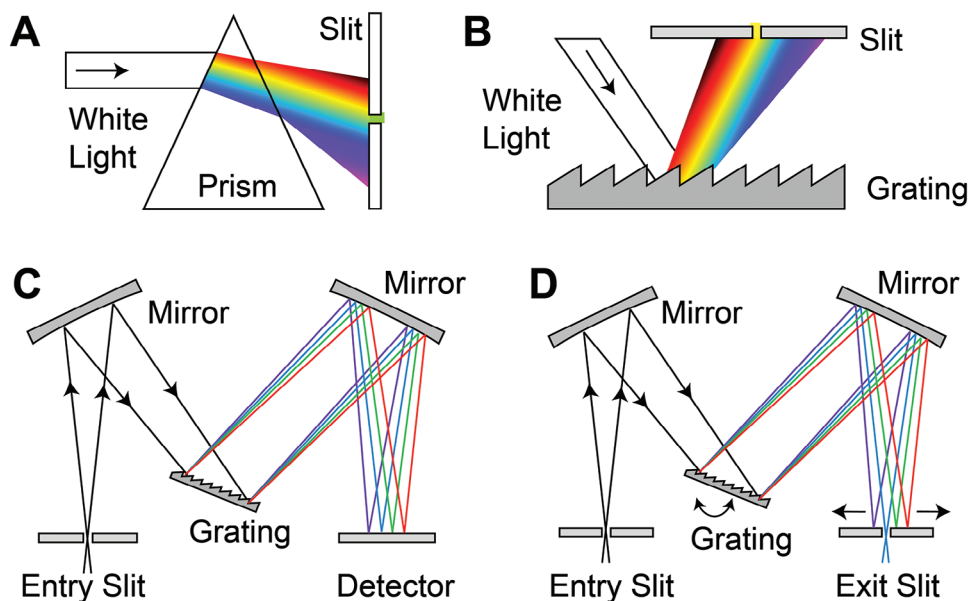 A
White
Light
Prism
Slit
B
White
Light
Slit
Grating
C
Mirror
Mirror
Grating
Entry Slit
Detector
D
Mirror
Mirror
Grating
Entry Slit
Exit Slit